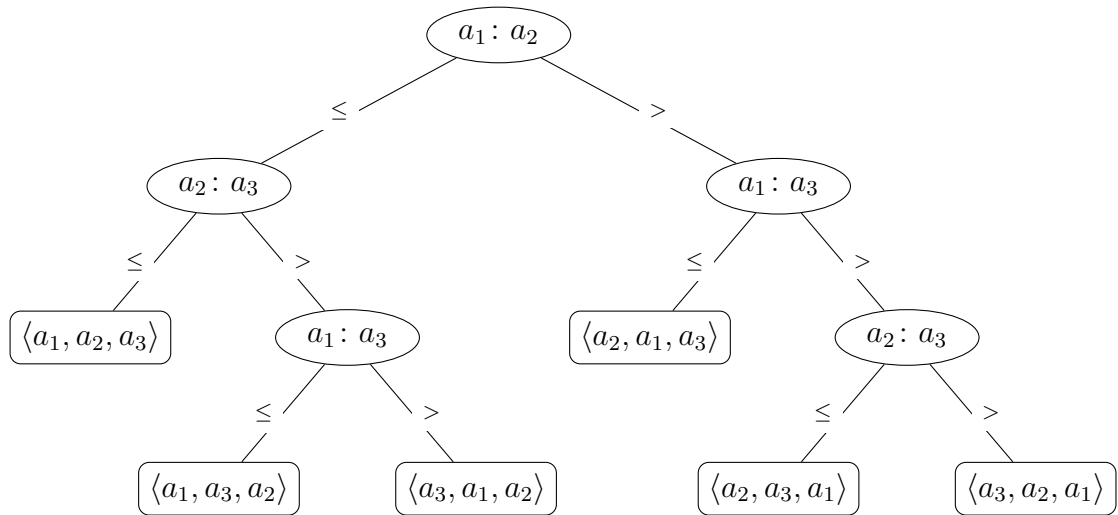 a₁ : a₂
≤ >
a₂ : a₃ a₁ : a₃
≤ > ≤ >
⟨a₁, a₂, a₃⟩ a₁ : a₃ ⟨a₂, a₁, a₃⟩ a₂ : a₃
≤ > ≤ >
⟨a₁, a₃, a₂⟩ ⟨a₃, a₁, a₂⟩ ⟨a₂, a₃, a₁⟩ ⟨a₃, a₂, a₁⟩